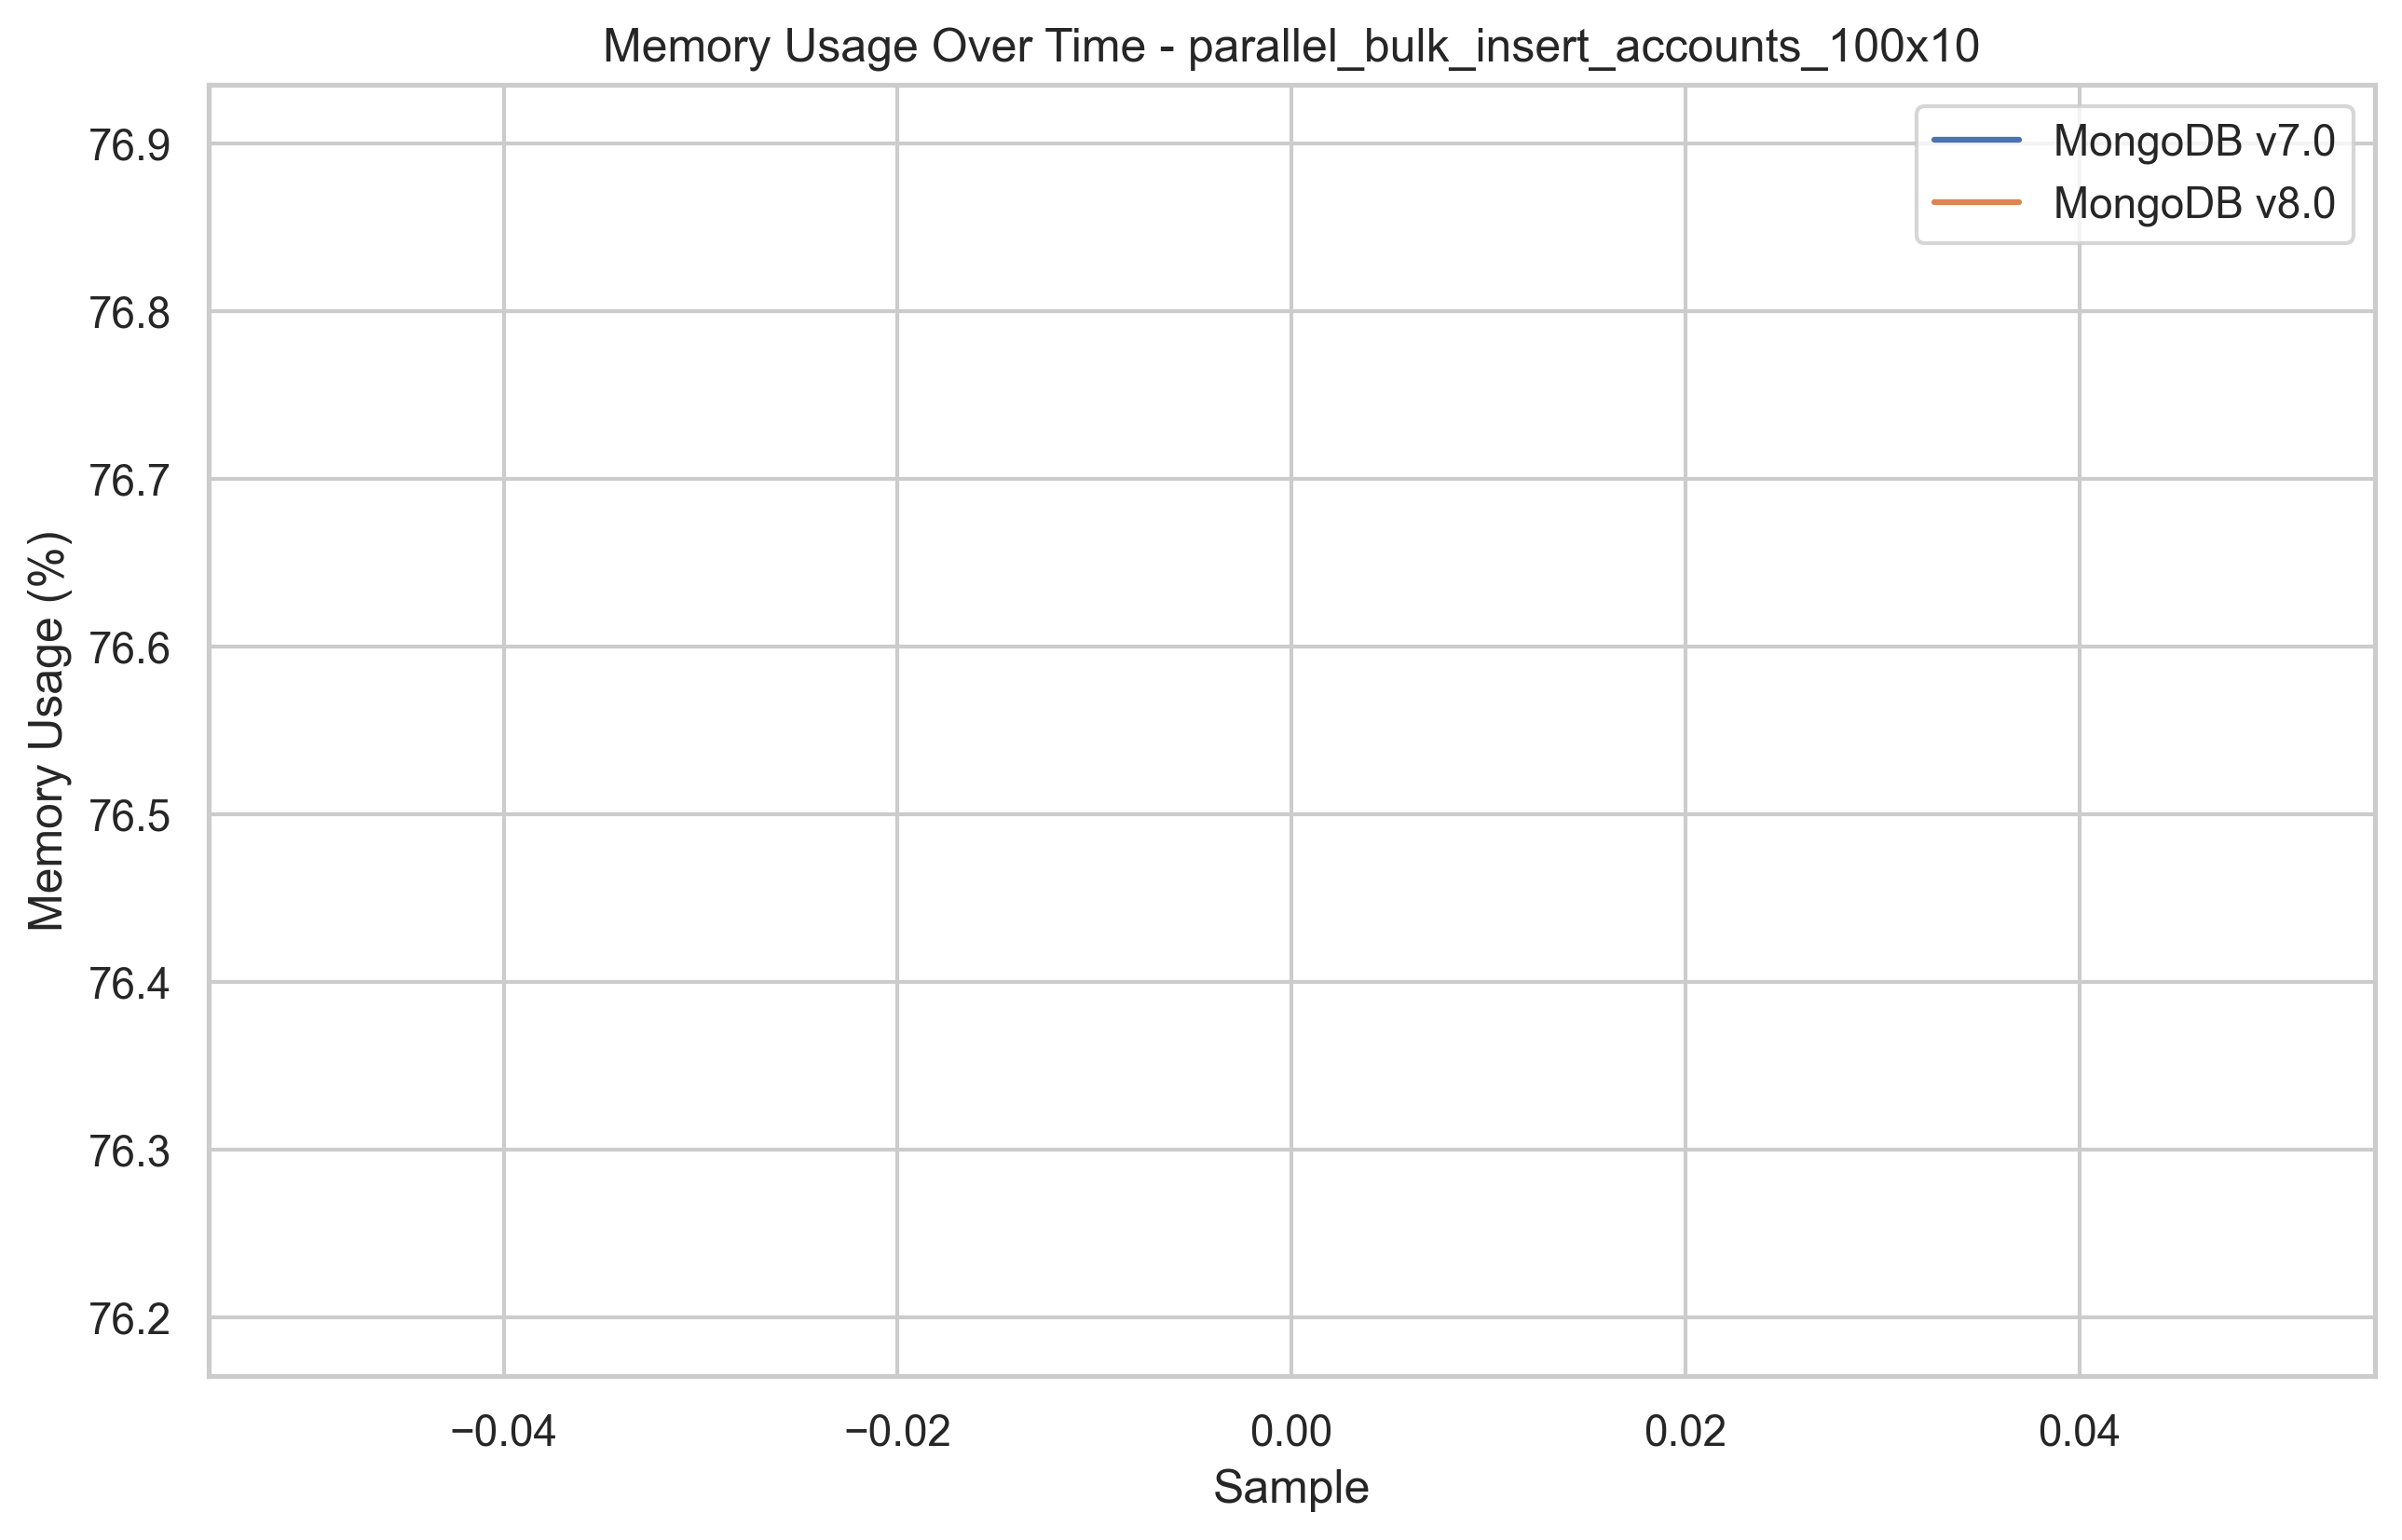 Memory Usage Over Time - parallel_bulk_insert_accounts_100x10
MongoDB v7.0
MongoDB v8.0
Memory Usage (%)
76.9
76.8
76.7
76.6
76.5
76.4
76.3
76.2
−0.04
−0.02
0.00
0.02
0.04
Sample